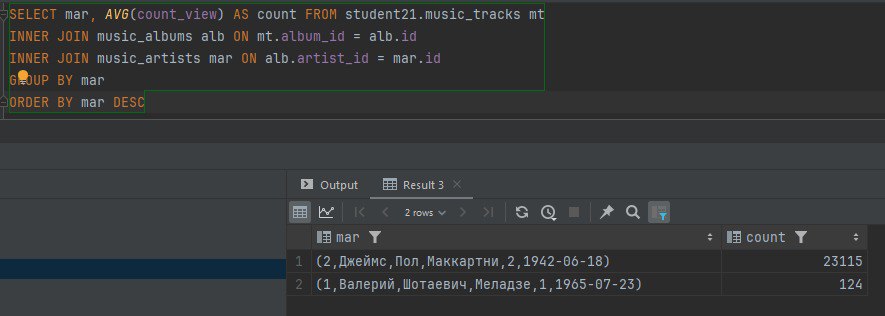 SELECT mar, AVG(count_view) AS count FROM student21.music_tracks mt
INNER JOIN music_albums alb ON mt.album_id = alb.id
INNER JOIN music_artists mar ON alb.artist_id = mar.id
GROUP BY mar
ORDER BY mar DESC
Output Result 3
2 rows
mar count
1 (2,Джеймс,Пол,Маккартни,2,1942-06-18) 23115
2 (1,Валерий,Шотаевич,Меладзе,1,1965-07-23) 124